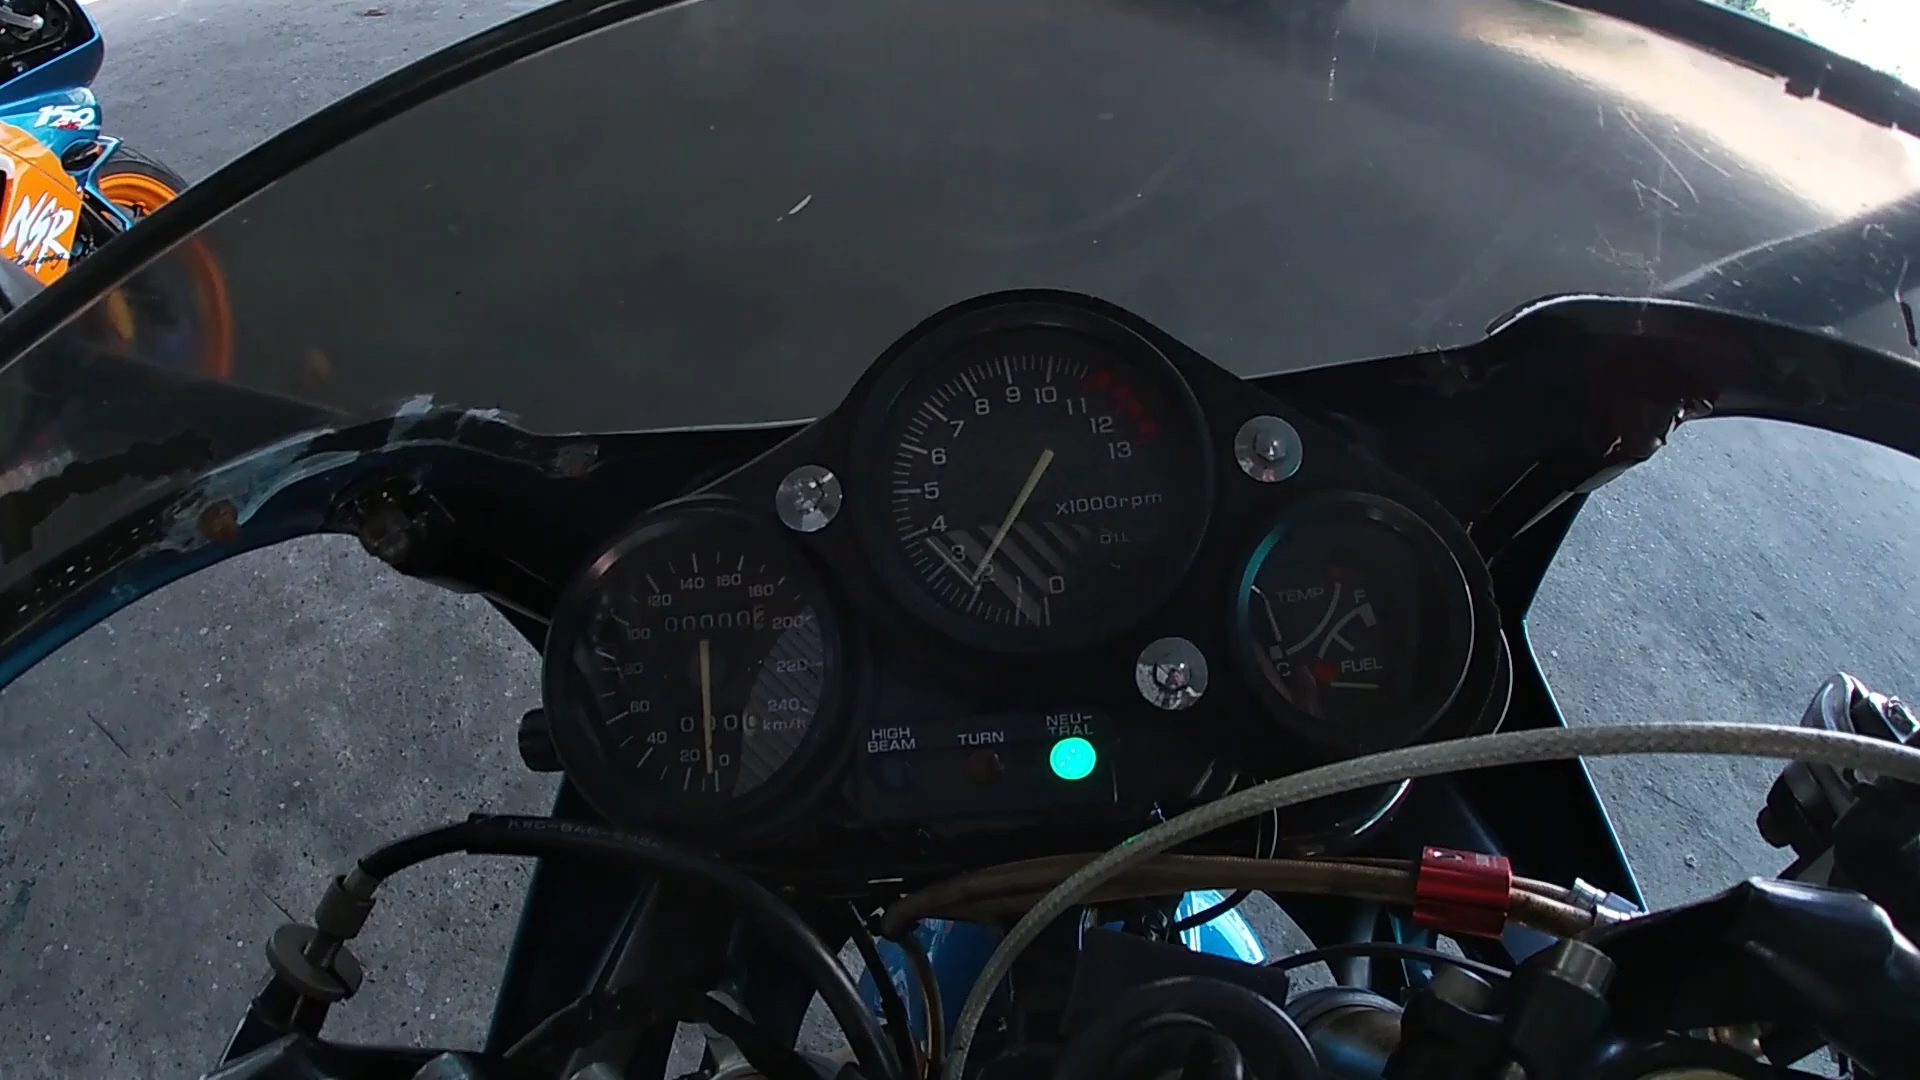 150
NSR
8 9 10
7 11
6 12
5 13
4 x1000rpm
3 OIL
2 1 0
140 160
120 180
100 200
80 220
60 240
40 km/h
20 0
TEMP F
C FUEL
HIGH
BEAM
TURN
NEU-
TRAL